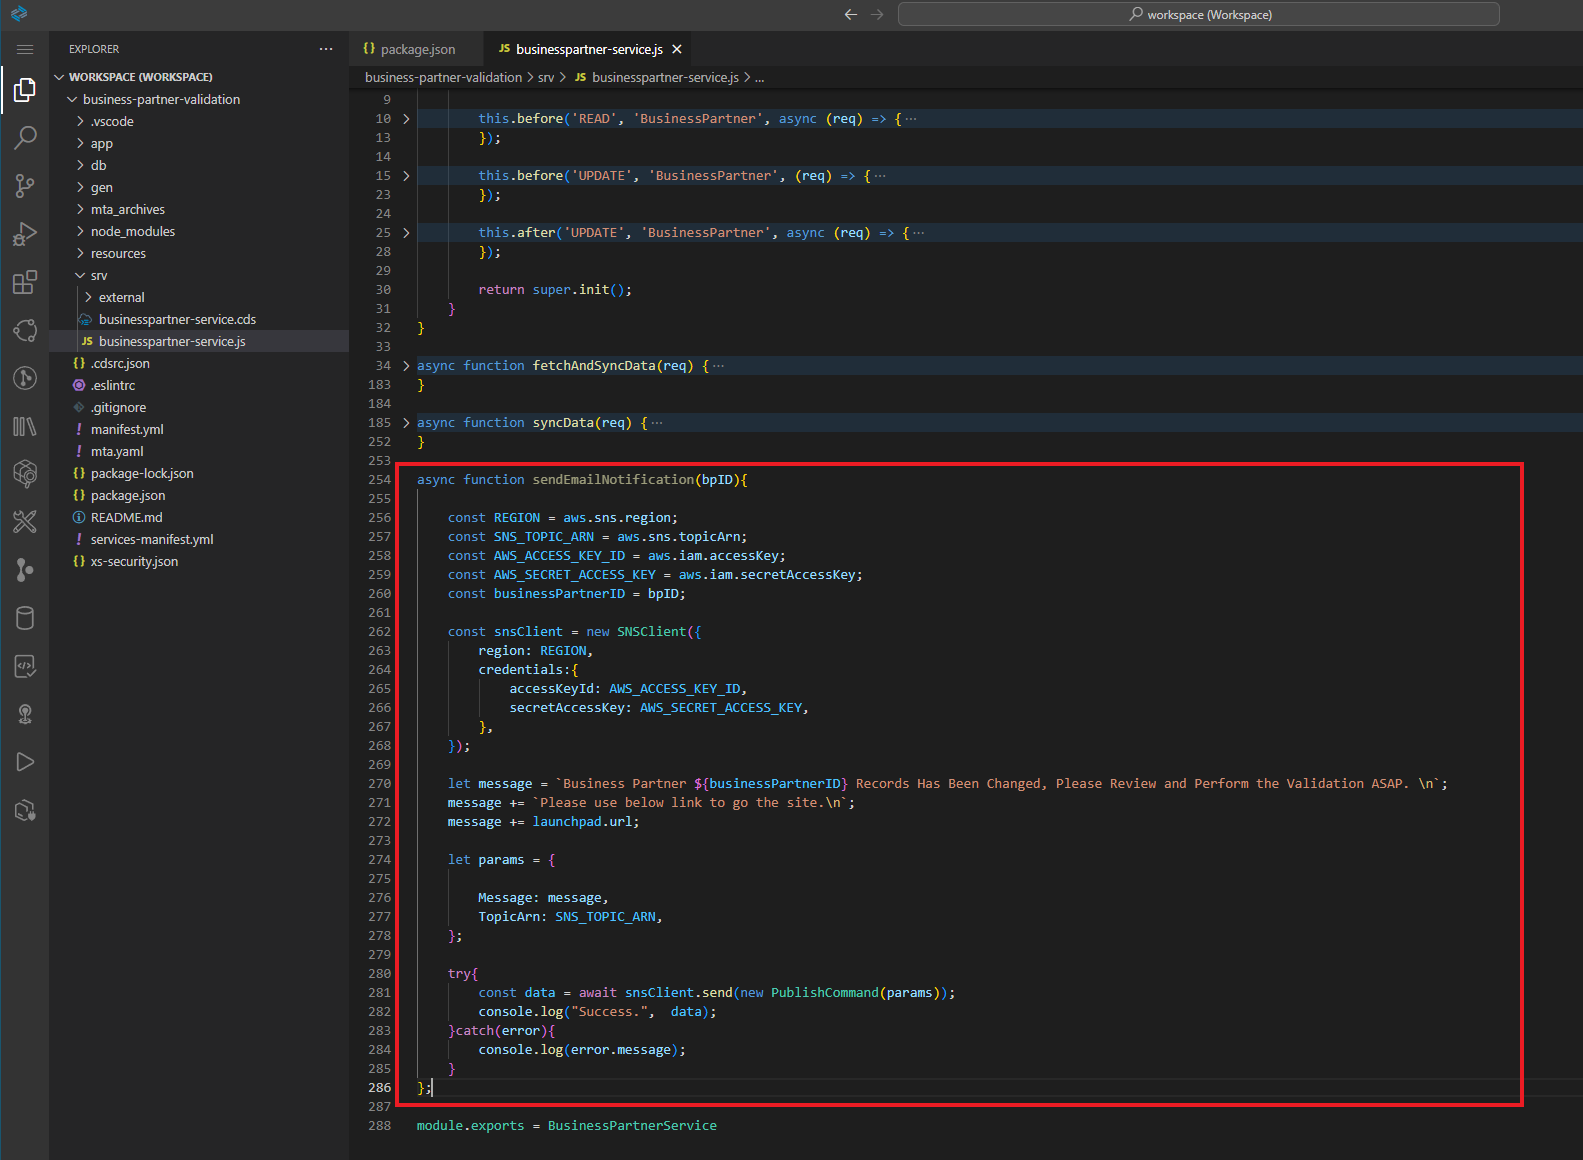 workspace (Workspace)
EXPLORER
WORKSPACE (WORKSPACE)
business-partner-validation
.vscode
app
db
gen
mta_archives
node_modules
resources
srv
external
businesspartner-service.cds
JS businesspartner-service.js
{} .cdsrc.json
.eslintrc
.gitignore
! manifest.yml
! mta.yaml
{} package-lock.json
{} package.json
README.md
! services-manifest.yml
{} xs-security.json
{} package.json
JS businesspartner-service.js
business-partner-validation > srv > JS businesspartner-service.js > ...
9
10 this.before('READ', 'BusinessPartner', async (req) => { ...
13 });
14
15 this.before('UPDATE', 'BusinessPartner', (req) => { ...
23 });
24
25 this.after('UPDATE', 'BusinessPartner', async (req) => { ...
28 });
29
30 return super.init();
31 }
32 }
33
34 async function fetchAndSyncData(req) { ...
183 }
184
185 async function syncData(req) { ...
252 }
253
254 async function sendEmailNotification(bpID){
255
256 const REGION = aws.sns.region;
257 const SNS_TOPIC_ARN = aws.sns.topicArn;
258 const AWS_ACCESS_KEY_ID = aws.iam.accessKey;
259 const AWS_SECRET_ACCESS_KEY = aws.iam.secretAccessKey;
260 const businessPartnerID = bpID;
261
262 const snsClient = new SNSClient({
263 region: REGION,
264 credentials:{
265 accessKeyId: AWS_ACCESS_KEY_ID,
266 secretAccessKey: AWS_SECRET_ACCESS_KEY,
267 },
268 });
269
270 let message = `Business Partner ${businessPartnerID} Records Has Been Changed, Please Review and Perform the Validation ASAP. \n`;
271 message += `Please use below link to go the site.\n`;
272 message += launchpad.url;
273
274 let params = {
275
276 Message: message,
277 TopicArn: SNS_TOPIC_ARN,
278 };
279
280 try{
281 const data = await snsClient.send(new PublishCommand(params));
282 console.log("Success.",  data);
283 }catch(error){
284 console.log(error.message);
285 }
286 };
287
288 module.exports = BusinessPartnerService